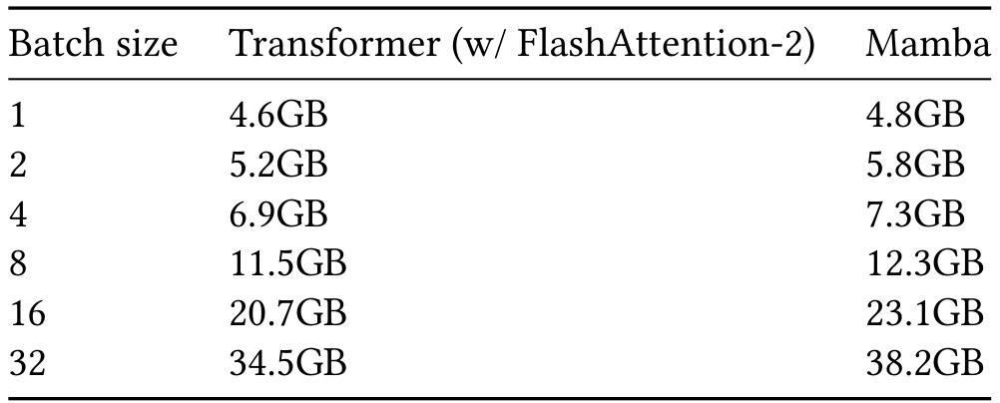 Batch size Transformer (w/ FlashAttention-2) Mamba
1 4.6GB 4.8GB
2 5.2GB 5.8GB
4 6.9GB 7.3GB
8 11.5GB 12.3GB
16 20.7GB 23.1GB
32 34.5GB 38.2GB